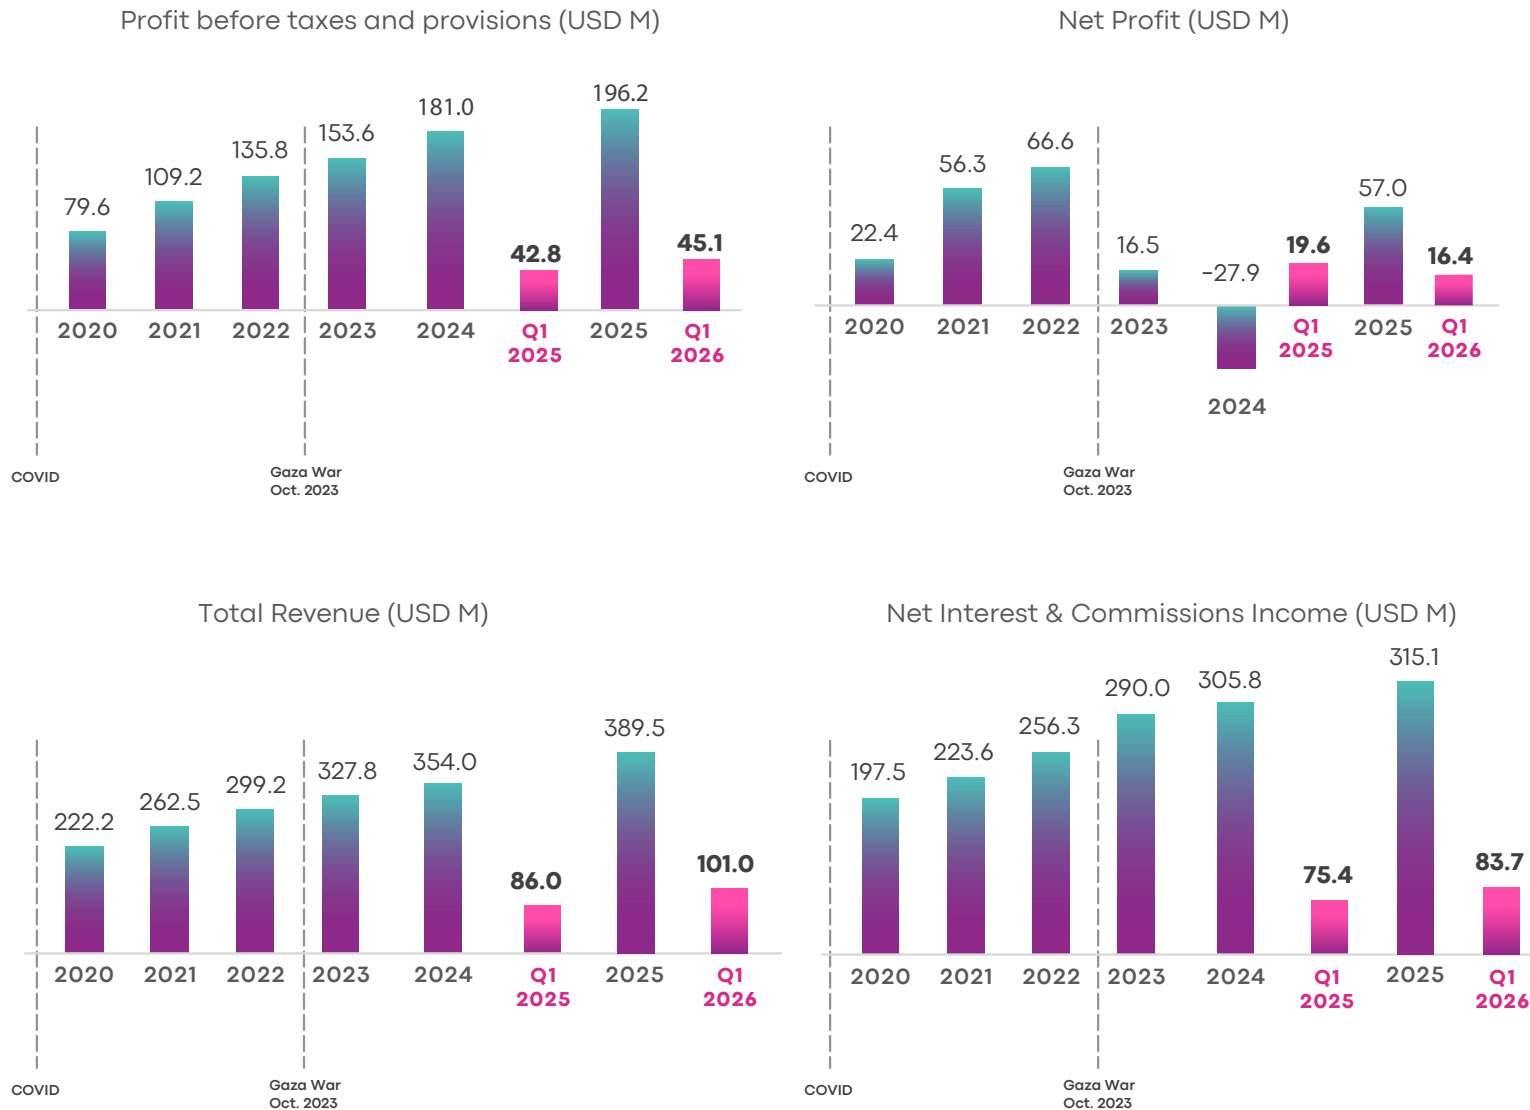 Profit before taxes and provisions (USD M)
79.6
109.2
135.8
153.6
181.0
42.8
196.2
45.1
2020
2021
2022
2023
2024
Q1
2025
2025
Q1
2026
COVID
Gaza War
Oct. 2023
Net Profit (USD M)
22.4
56.3
66.6
16.5
-27.9
19.6
57.0
16.4
2020
2021
2022
2023
2024
Q1
2025
2025
Q1
2026
COVID
Gaza War
Oct. 2023
Total Revenue (USD M)
222.2
262.5
299.2
327.8
354.0
86.0
389.5
101.0
2020
2021
2022
2023
2024
Q1
2025
2025
Q1
2026
COVID
Gaza War
Oct. 2023
Net Interest & Commissions Income (USD M)
197.5
223.6
256.3
290.0
305.8
75.4
315.1
83.7
2020
2021
2022
2023
2024
Q1
2025
2025
Q1
2026
COVID
Gaza War
Oct. 2023